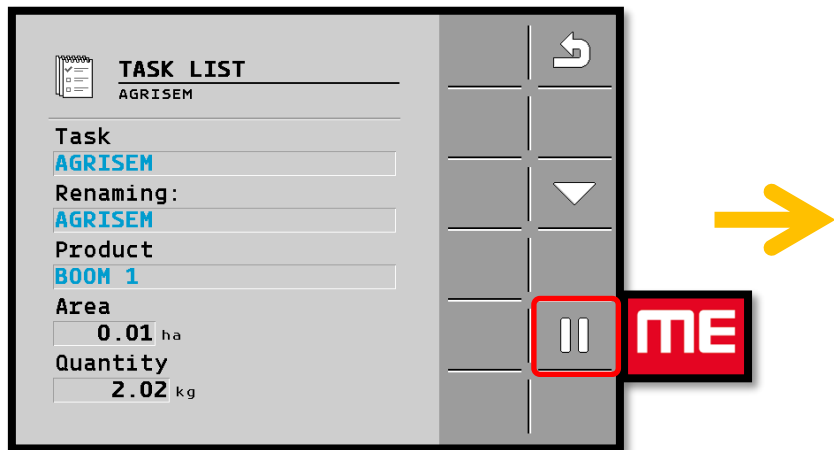 TASK LIST
AGRISEM
Task
AGRISEM
Renaming:
AGRISEM
Product
BOOM 1
Area
0.01 ha
Quantity
2.02 kg
ME